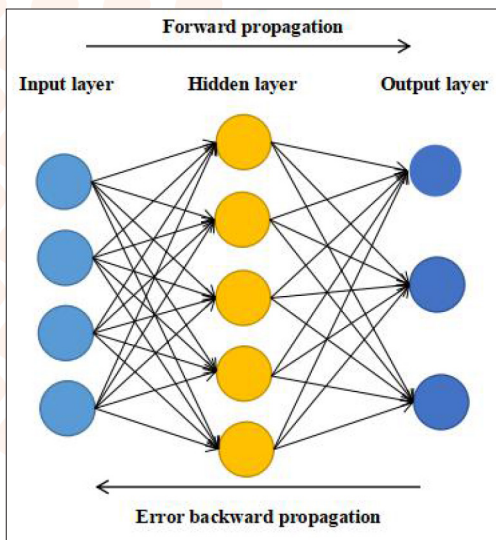 Forward propagation
Input layer
Hidden layer
Output layer
Error backward propagation